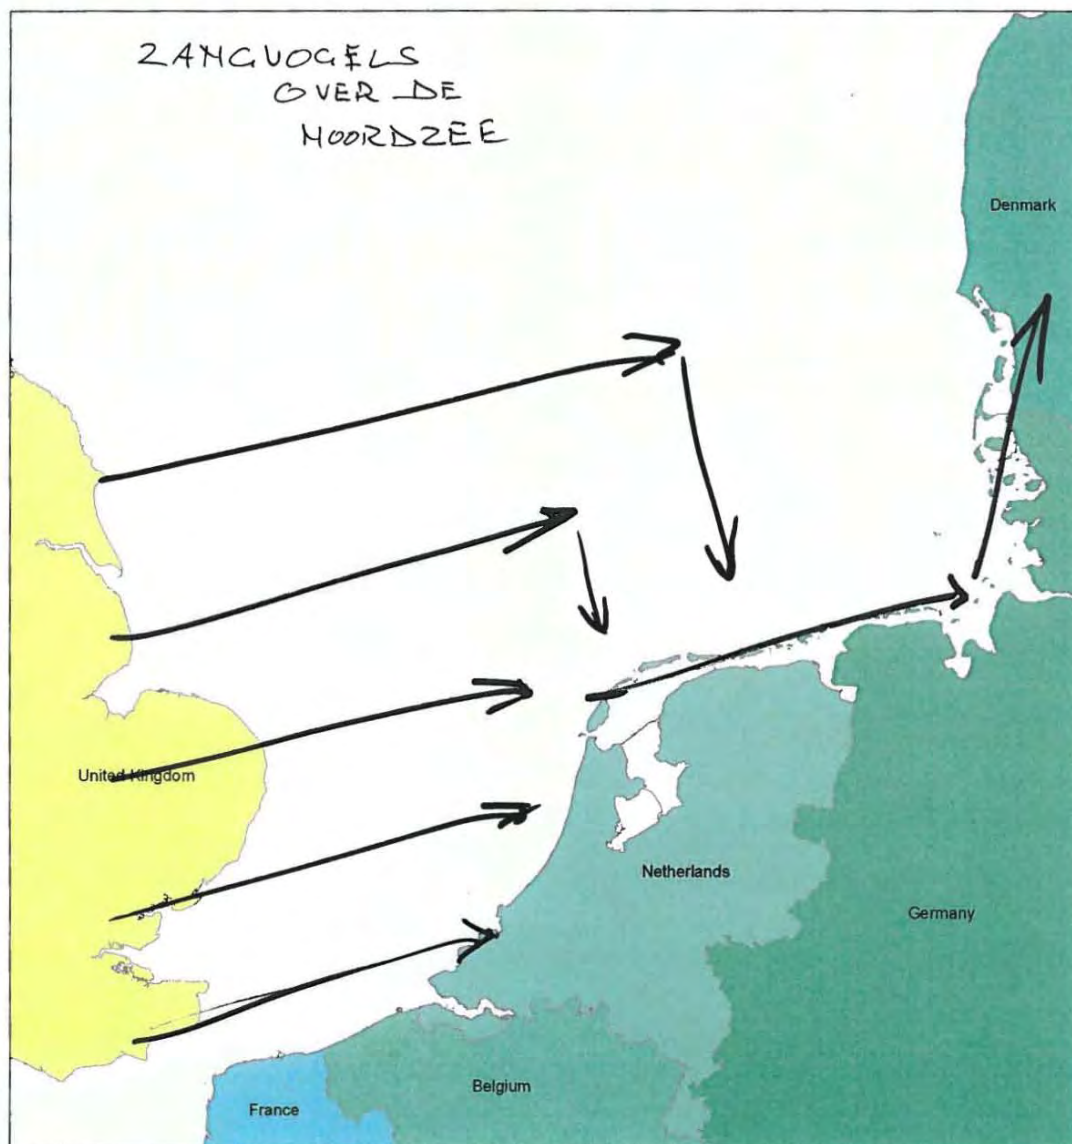 ZANGVOGELS
OVER DE
NOORDZEE
Denmark
United Kingdom
Netherlands
Germany
Belgium
France